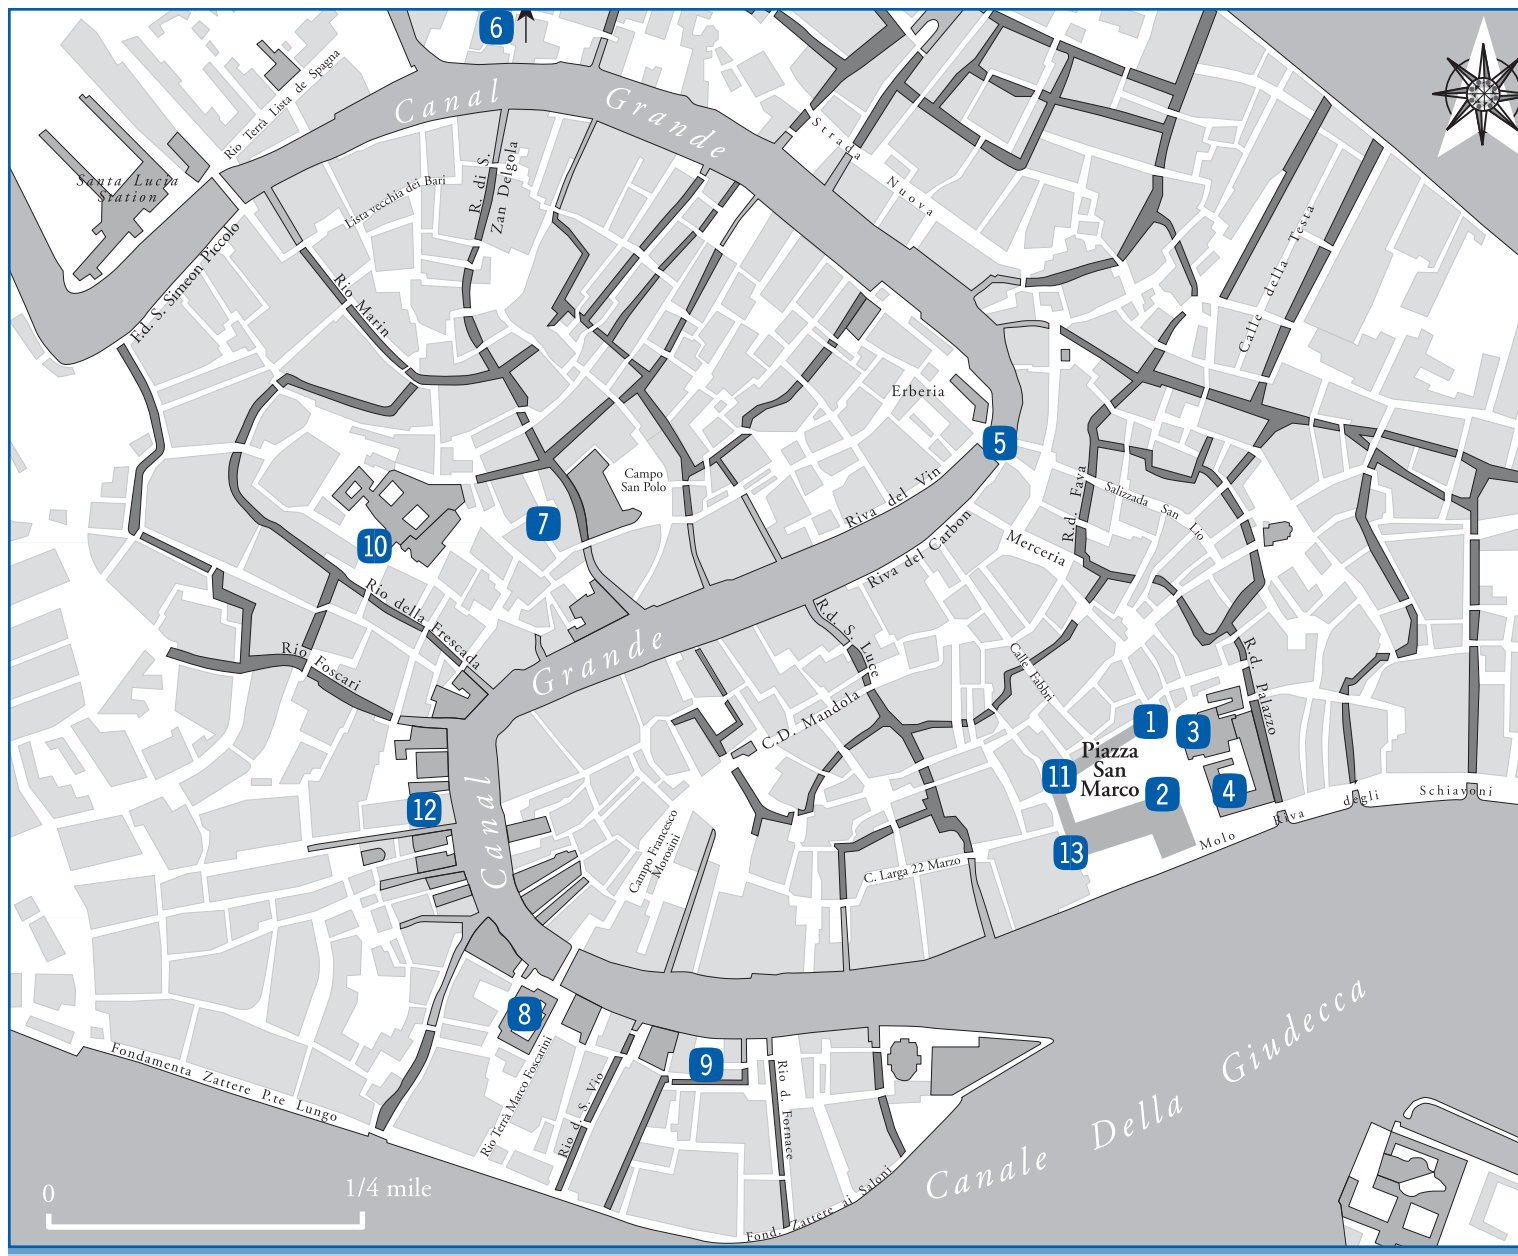 6
Canal
Grande
Rio Terrà Lista de Spagna
Santa Lucia
Station
Strada
Nuova
R. di S.
Zan Delgola
Lista vecchia dei Bari
F.d. S. Simeon Piccolo
Rio Marin
Calle della Testa
Erberia
5
Campo
San Polo
R.d. Fava
Salizzada San Lio
Riva del Vin
Riva del Carbon
Merceria
7
10
Rio della Frescada
Rio Foscari
Grande
R.d. S. Luce
Calle Fabbri
R.d. Palazzo
C.D. Mandola
1
3
Piazza
San
Marco
11
2
4
Molo
Riva degli Schiavoni
12
13
Canal
Campo Francesco
Morosini
C. Larga 22 Marzo
8
9
Fondamenta Zattere P.te Lungo
Rio Terrà Marco Foscarini
Rio d. S. Vio
Rio d. Fornace
Fond. Zattere ai Saloni
Canale Della Giudecca
0
1/4 mile